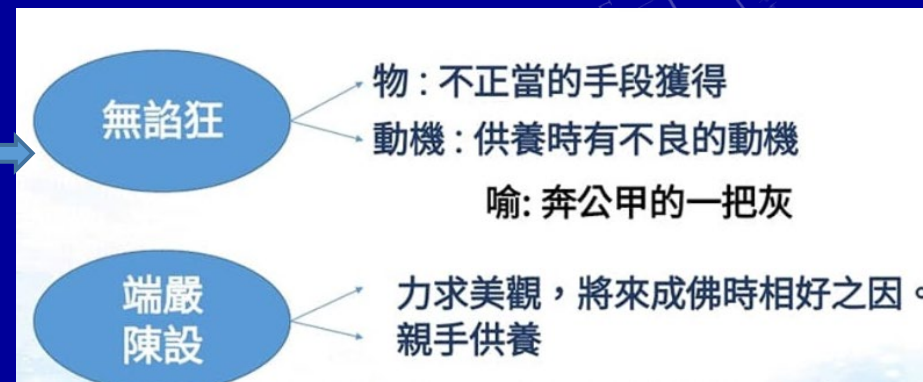 無諂狂
物 : 不正當的手段獲得
動機 : 供養時有不良的動機
喻: 奔公甲的一把灰
端嚴
陳設
力求美觀，將來成佛時相好之因。
親手供養